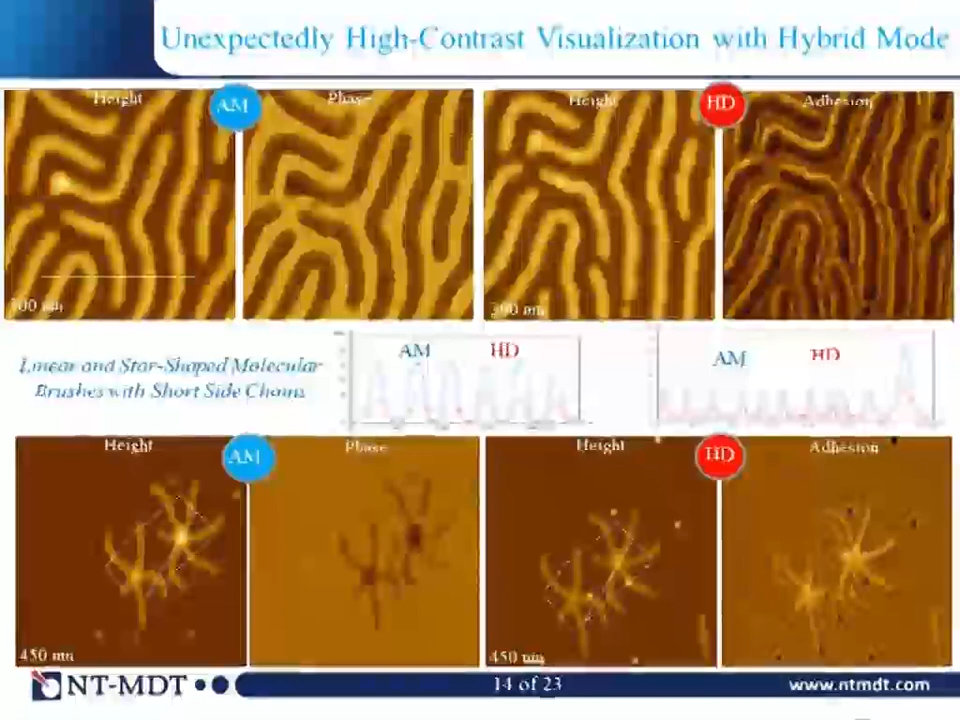 Unexpectedly High-Contrast Visualization with Hybrid Mode
Height AM Phase Height HD Adhesion
300 nm
300 nm
Linear and Star-Shaped Molecular
Brushes with Short Side Chains
AM HD
AM HD
Height AM Phase Height HD Adhesion
450 nm
450 nm
NT-MDT 14 of 23 www.ntmdt.com